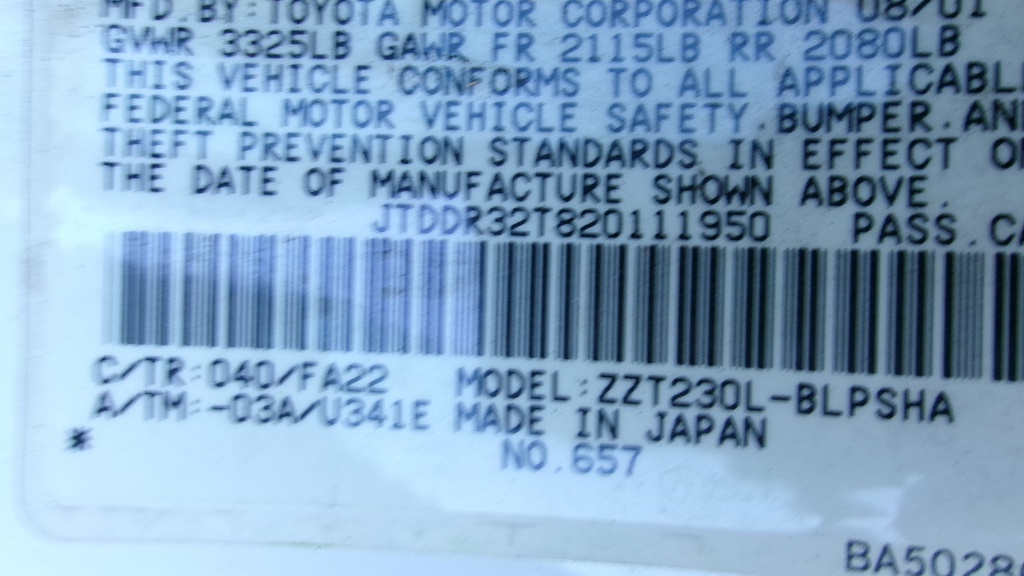 MFD.BY:TOYOTA MOTOR CORPORATION 08/01
GVWR 3325LB GAWR FR 2115LB RR 2080LB
THIS VEHICLE CONFORMS TO ALL APPLICABL
FEDERAL MOTOR VEHICLE SAFETY.BUMPER.AN
THEFT PREVENTION STANDARDS IN EFFECT O
THE DATE OF MANUFACTURE SHOWN ABOVE.
JTDDR32T820111950 PASS.CA
C/TR:040/FA22 MODEL:ZZT230L-BLPSHA
A/TM:-03A/U341E MADE IN JAPAN
* NO.657
BA5028